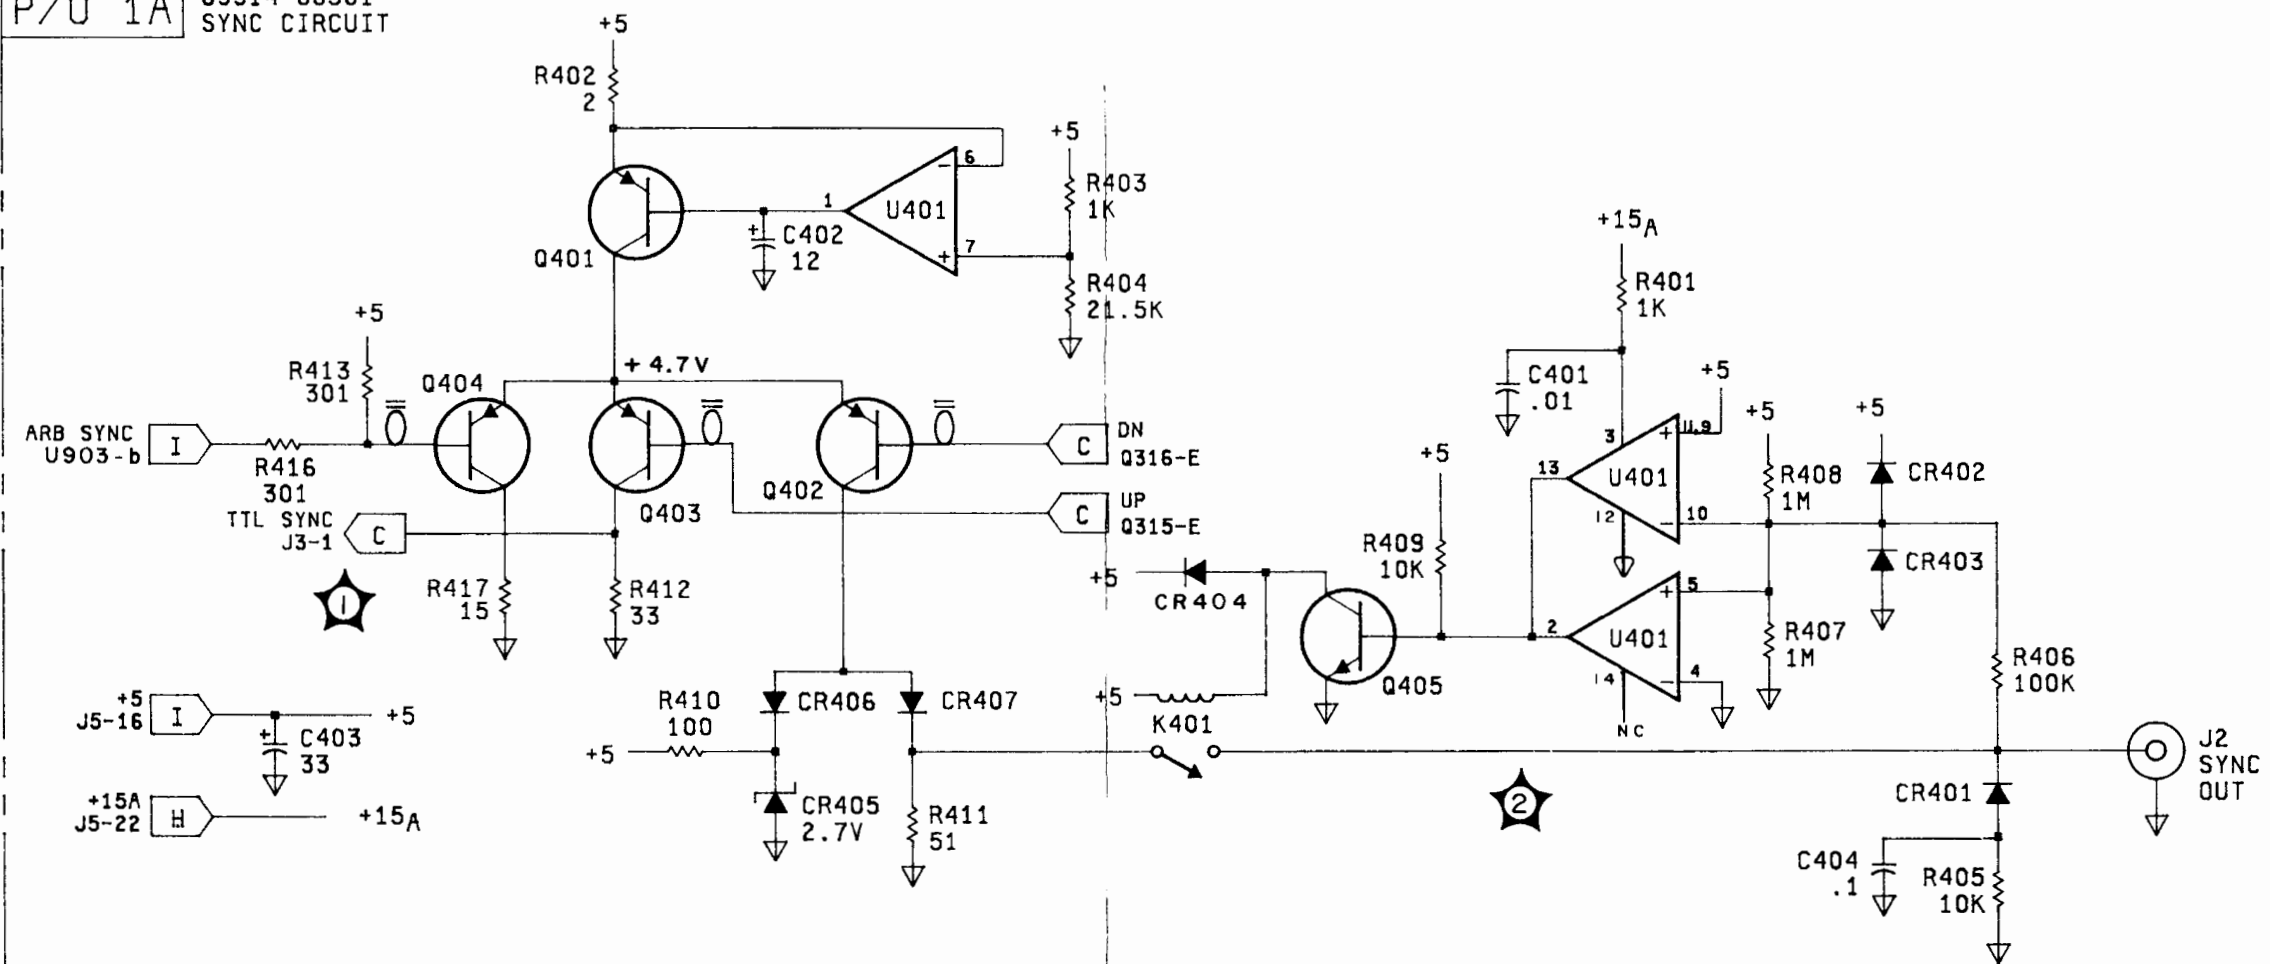 P/O 1A
SYNC CIRCUIT
+5
R402
2
Q401
6
-
U401
1
+
7
+
C402
12
+5
R403
1K
R404
21.5K
+4.7V
+5
R413
301
Q404
ARB SYNC
U903-b
I
R416
301
TTL SYNC
J3-1
C
1
R417
15
R412
33
Q403
Q402
C
DN
Q316-E
C
UP
Q315-E
+5
J5-16
I
+5
+
C403
33
+15A
J5-22
H
+15A
R410
100
+5
CR406
CR407
CR405
2.7V
R411
51
+5
CR404
+5
K401
Q405
+5
R409
10K
+15A
R401
1K
C401
.01
+5
3
+
U401
13
12
-
10
+5
R408
1M
+5
CR402
CR403
2
U401
+
5
-
4
14
NC
R407
1M
R406
100K
2
J2
SYNC
OUT
CR401
C404
.1
R405
10K